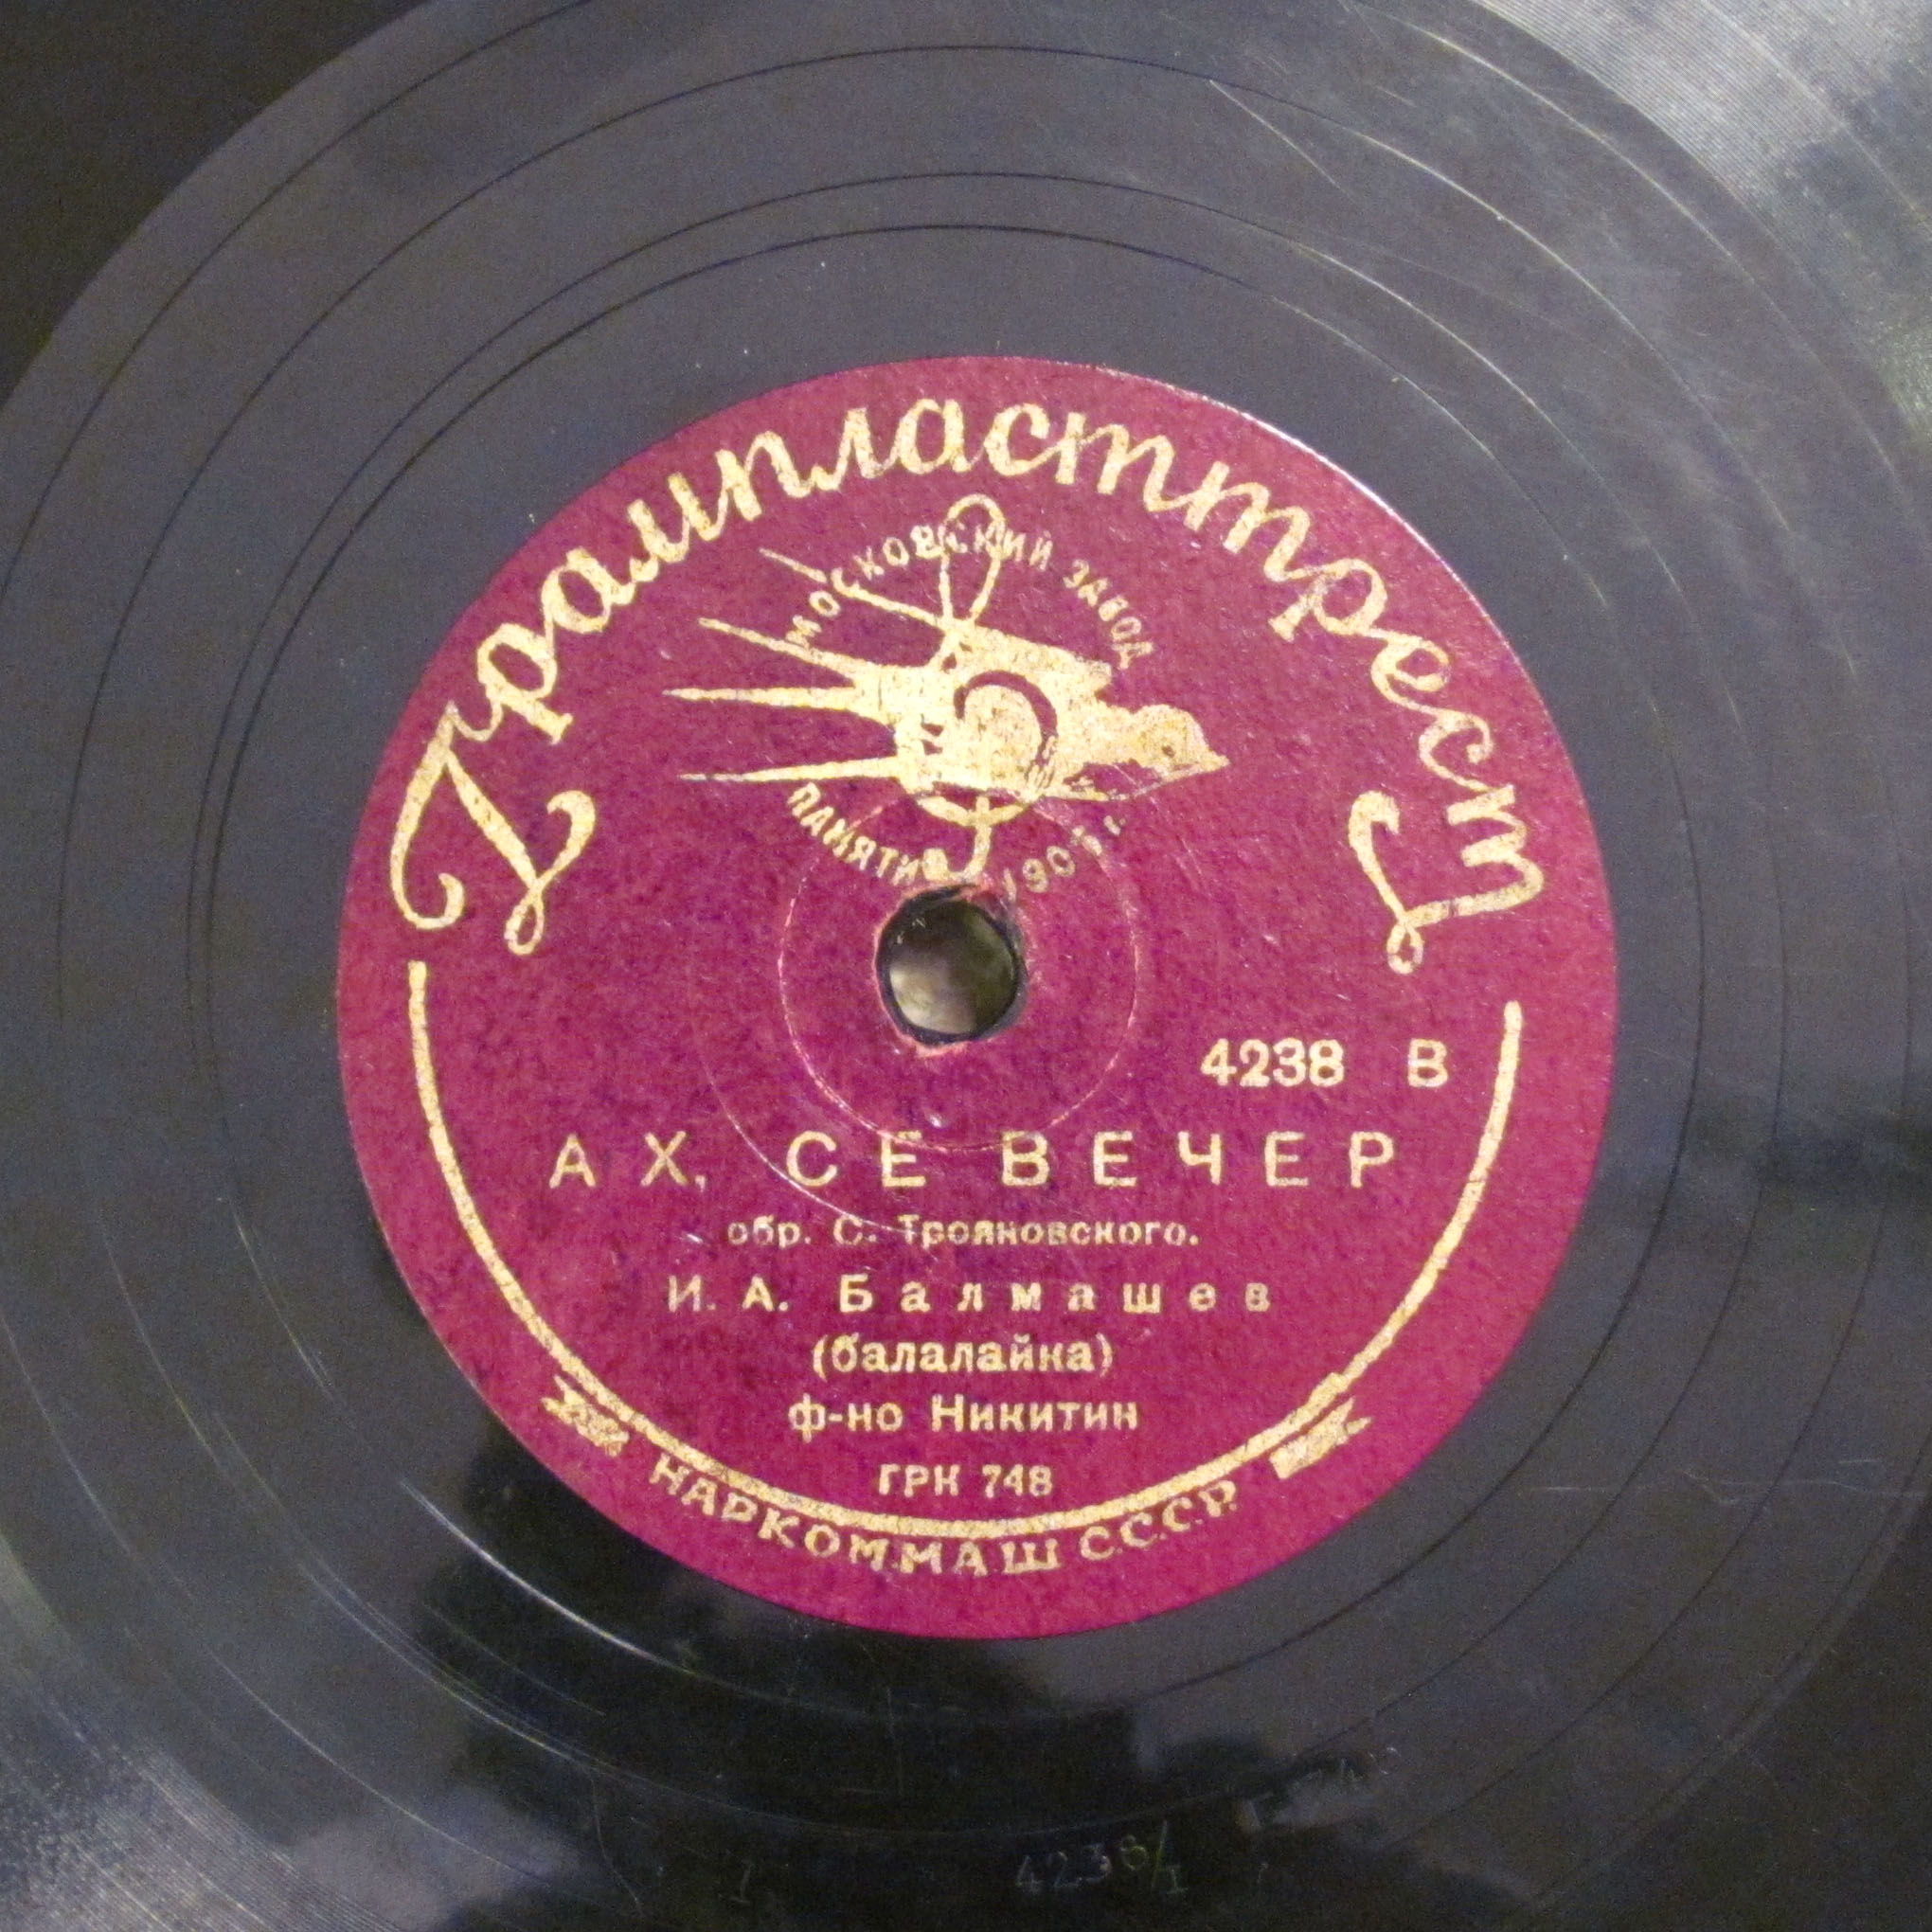 Грампласттрест
МОСКОВСКИЙ ЗАВОД
ПАМЯТИ 1905 г.
4238 В
АХ, СЕ ВЕЧЕР
обр. С. Трояновского.
И. А. Балмашев
(балалайка)
ф-но Никитин
ГРК 748
НАРКОММАШ С.С.С.Р.
4238/1